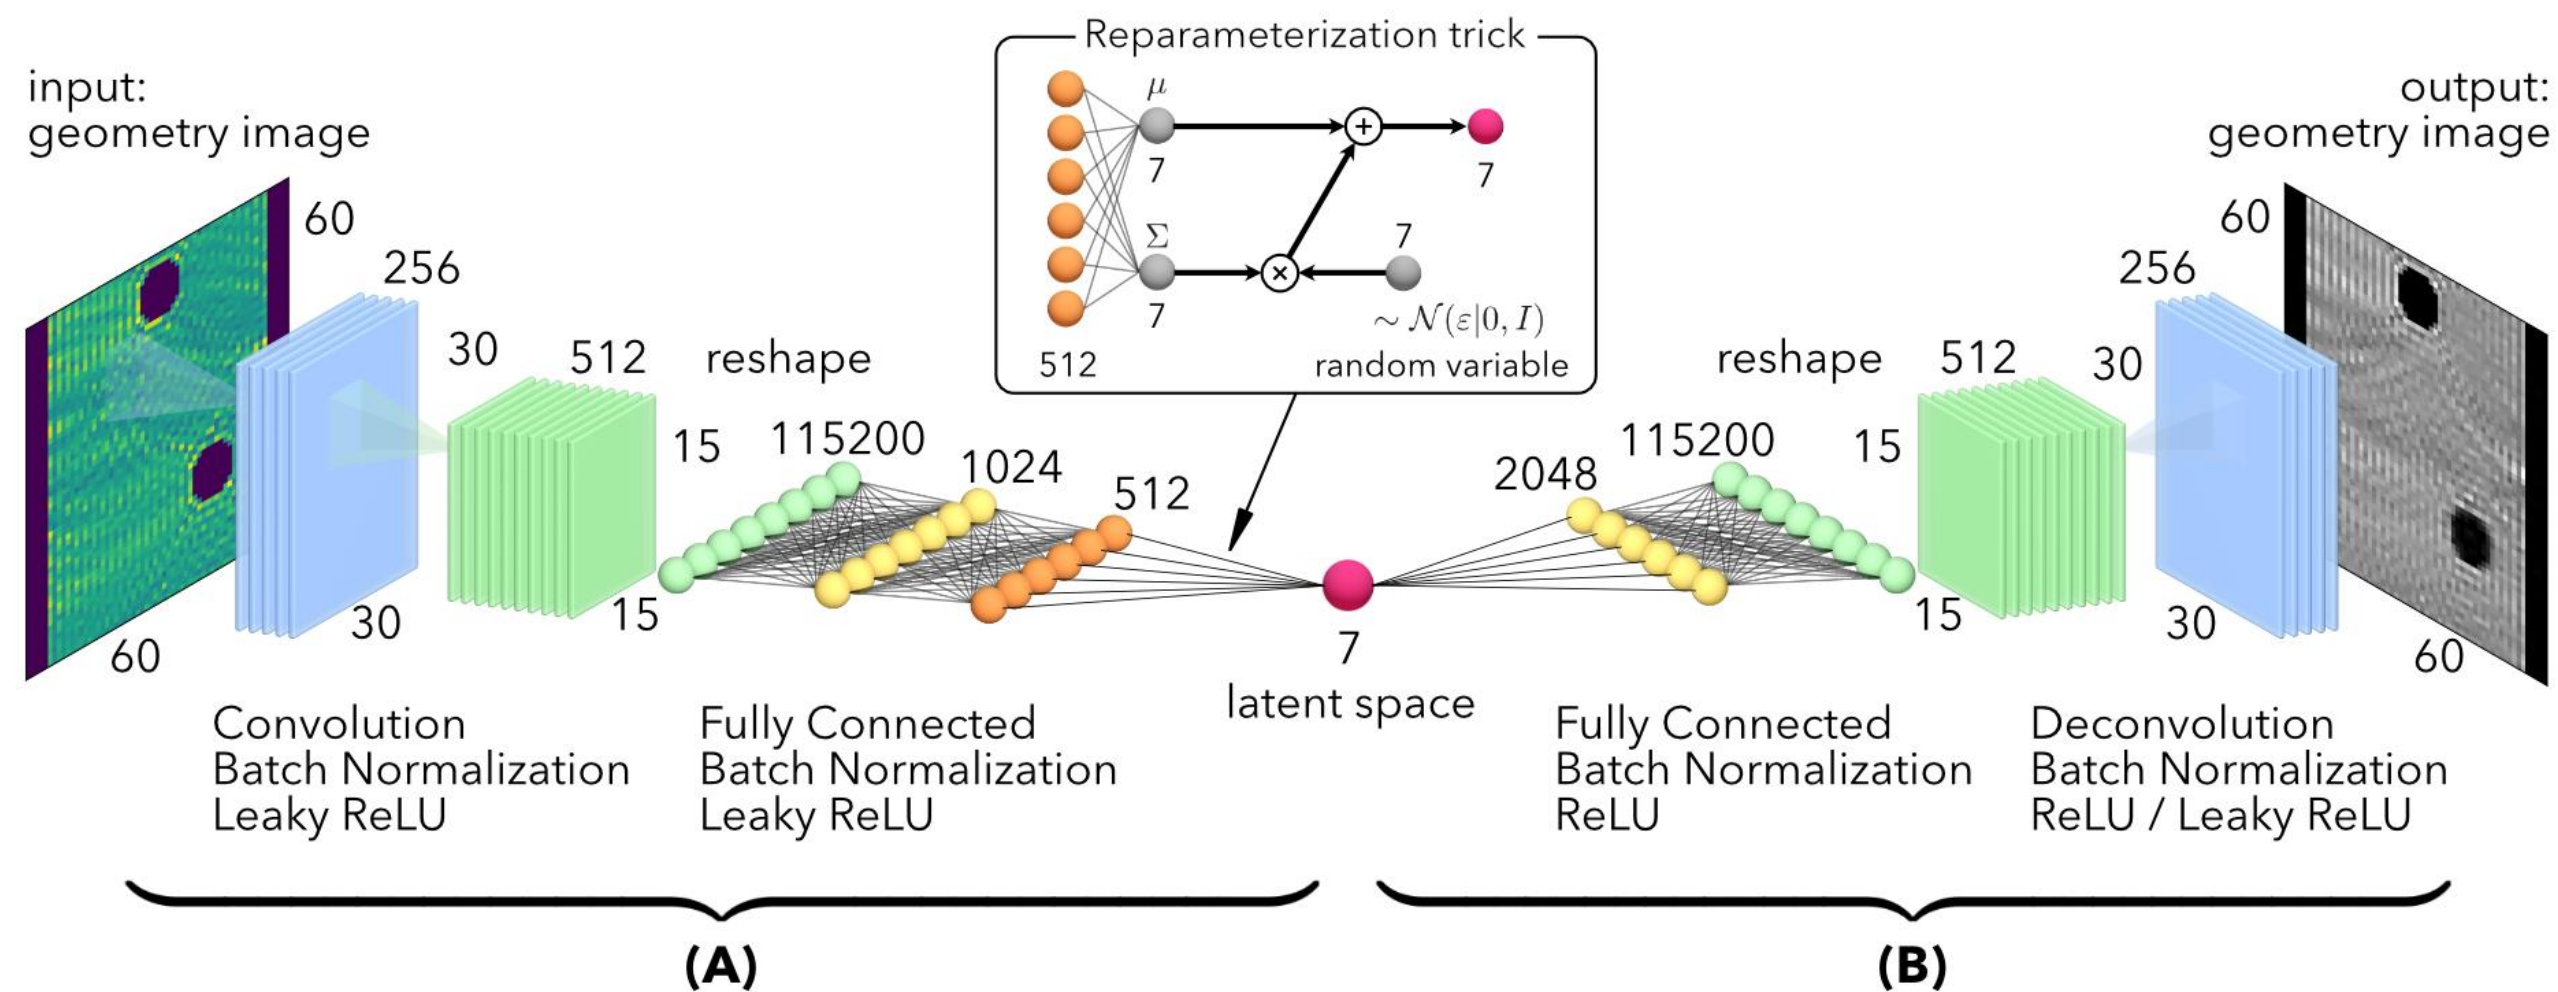 Reparameterization trick
input:
geometry image
output:
geometry image
μ
7
+
7
Σ
7
×
7
512
~ N(ε|0, I)
random variable
60
256
30
512
reshape
15
115200
1024
512
60
30
15
7
latent space
2048
115200
reshape
15
512
30
256
60
15
30
60
Convolution
Batch Normalization
Leaky ReLU
Fully Connected
Batch Normalization
Leaky ReLU
Fully Connected
Batch Normalization
ReLU
Deconvolution
Batch Normalization
ReLU / Leaky ReLU
(A)
(B)